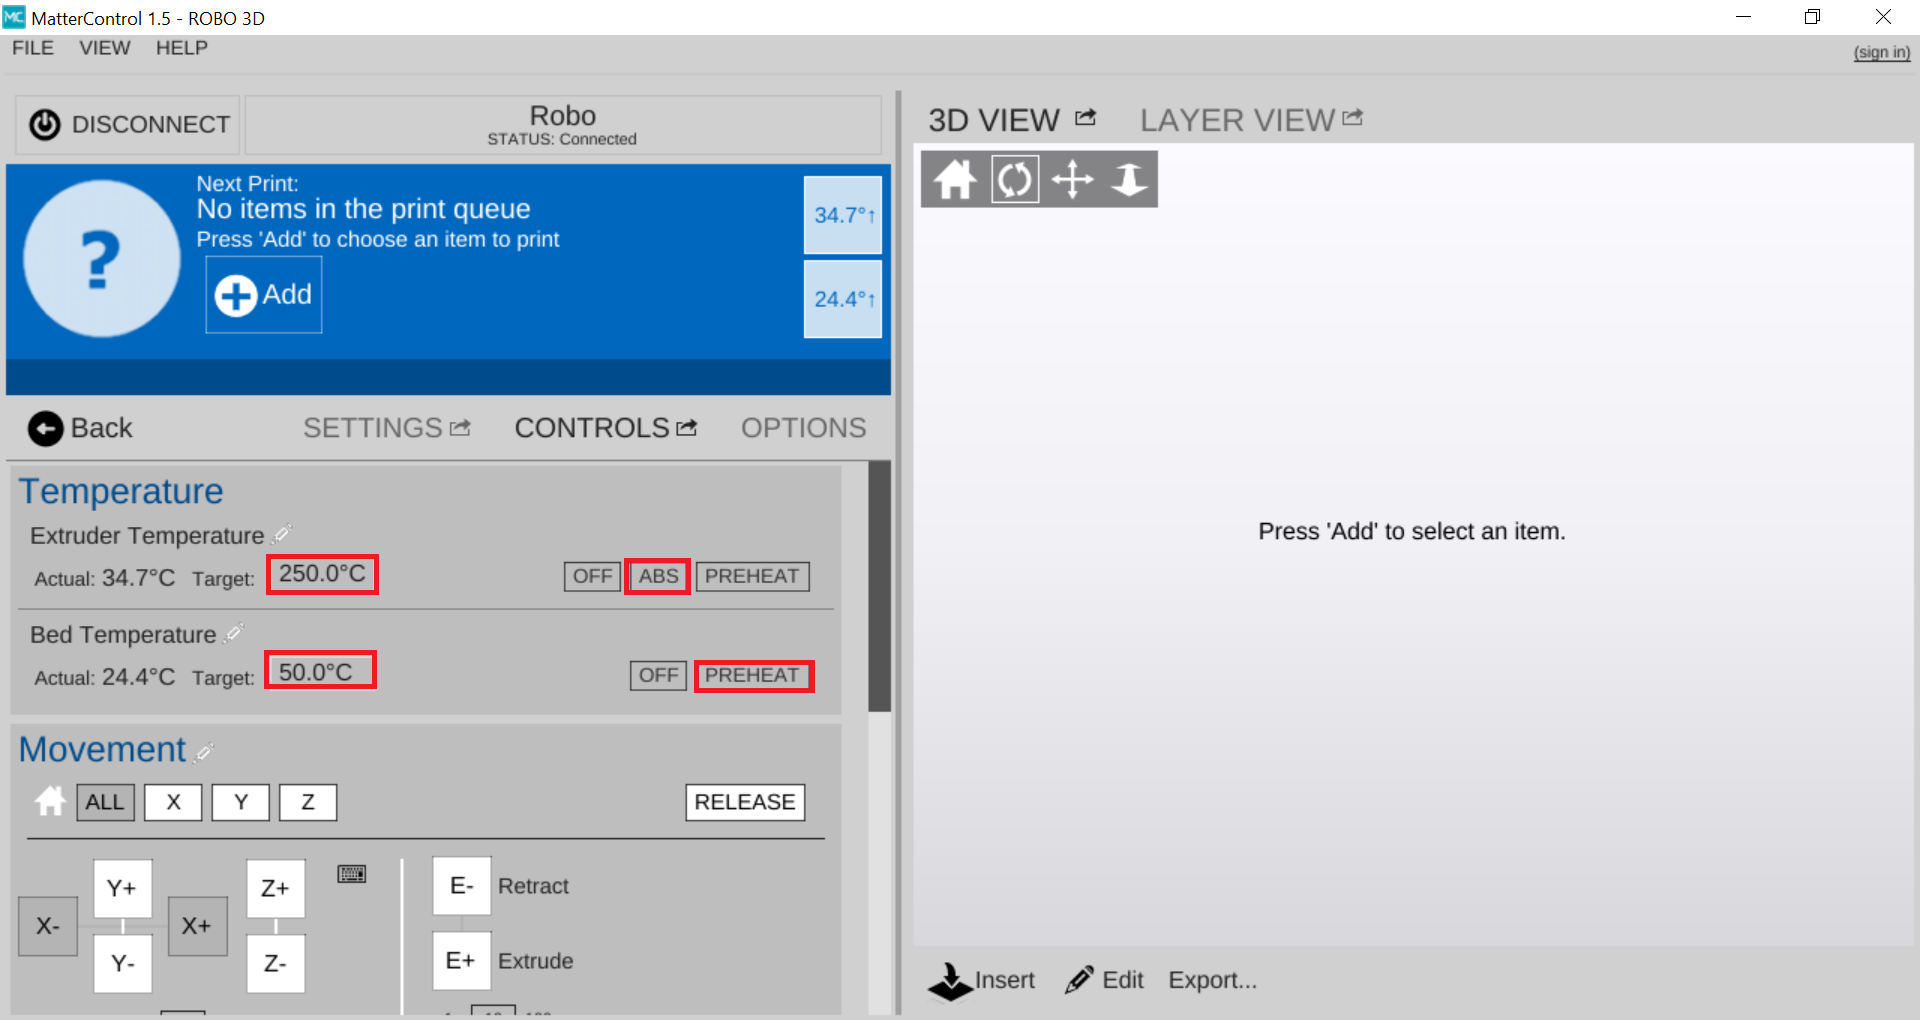 MC MatterControl 1.5 - ROBO 3D
FILE VIEW HELP
(sign in)
DISCONNECT
Robo
STATUS: Connected
Next Print:
No items in the print queue
Press 'Add' to choose an item to print
Add
34.7°↑
24.4°↑
Back
SETTINGS CONTROLS OPTIONS
Temperature
Extruder Temperature
Actual: 34.7°C Target: 250.0°C OFF ABS PREHEAT
Bed Temperature
Actual: 24.4°C Target: 50.0°C OFF PREHEAT
Movement
ALL X Y Z RELEASE
Y+ Z+ E- Retract
X- X+
Y- Z- E+ Extrude
3D VIEW LAYER VIEW
Press 'Add' to select an item.
Insert Edit Export...